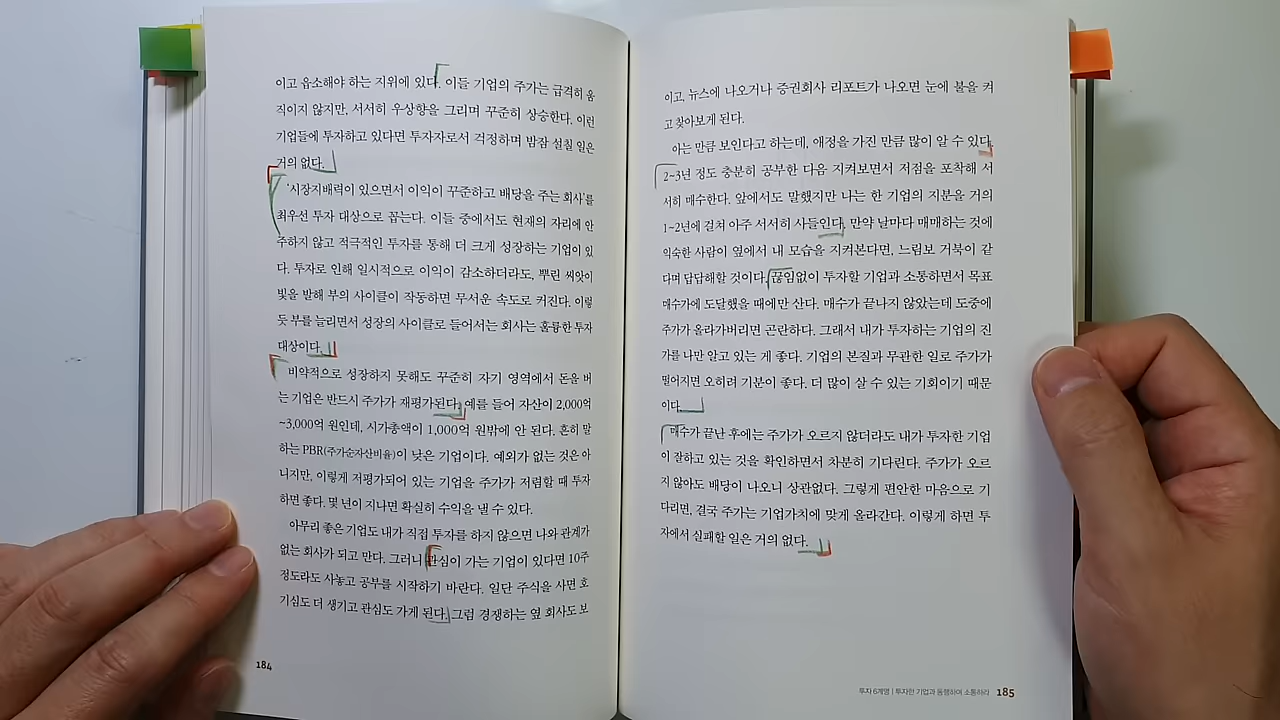 이고 읍소해야 하는 지위에 있다. 이들 기업의 주가는 급격히 움
직이지 않지만, 서서히 우상향을 그리며 꾸준히 상승한다. 이런
기업들에 투자하고 있다면 투자자로서 걱정하며 밤잠 설칠 일은
거의 없다.
'시장지배력이 있으면서 이익이 꾸준하고 배당을 주는 회사'를
최우선 투자 대상으로 꼽는다. 이들 중에서도 현재의 자리에 안
주하지 않고 적극적인 투자를 통해 더 크게 성장하는 기업이 있
다. 투자로 인해 일시적으로 이익이 감소하더라도, 뿌린 씨앗이
빛을 발해 부의 사이클이 작동하면 무서운 속도로 커진다. 이렇
듯 부를 늘리면서 성장의 사이클로 들어서는 회사는 훌륭한 투자
대상이다.
비약적으로 성장하지 못해도 꾸준히 자기 영역에서 돈을 버
는 기업은 반드시 주가가 재평가된다. 예를 들어 자산이 2,000억
~3,000억 원인데, 시가총액이 1,000억 원밖에 안 된다. 흔히 말
하는 PBR(주가순자산비율)이 낮은 기업이다. 예외가 없는 것은 아
니지만, 이렇게 저평가되어 있는 기업을 주가가 저렴할 때 투자
하면 좋다. 몇 년이 지나면 확실히 수익을 낼 수 있다.
아무리 좋은 기업도 내가 직접 투자를 하지 않으면 나와 관계가
없는 회사가 되고 만다. 그러니 관심이 가는 기업이 있다면 10주
정도라도 사놓고 공부를 시작하기 바란다. 일단 주식을 사면 호
기심도 더 생기고 관심도 가게 된다. 그럼 경쟁하는 옆 회사도 보
184
이고, 뉴스에 나오거나 증권회사 리포트가 나오면 눈에 불을 켜
고 찾아보게 된다.
아는 만큼 보인다고 하는데, 애정을 가진 만큼 많이 알 수 있다.
2~3년 정도 충분히 공부한 다음 지켜보면서 저점을 포착해 서
서히 매수한다. 앞에서도 말했지만 나는 한 기업의 지분을 거의
1~2년에 걸쳐 아주 서서히 사들인다. 만약 날마다 매매하는 것에
익숙한 사람이 옆에서 내 모습을 지켜본다면, 느림보 거북이 같
다며 답답해할 것이다. 끊임없이 투자할 기업과 소통하면서 목표
매수가에 도달했을 때에만 산다. 매수가 끝나지 않았는데 도중에
주가가 올라가버리면 곤란하다. 그래서 내가 투자하는 기업의 진
가를 나만 알고 있는 게 좋다. 기업의 본질과 무관한 일로 주가가
떨어지면 오히려 기분이 좋다. 더 많이 살 수 있는 기회이기 때문
이다.
매수가 끝난 후에는 주가가 오르지 않더라도 내가 투자한 기업
이 잘하고 있는 것을 확인하면서 차분히 기다린다. 주가가 오르
지 않아도 배당이 나오니 상관없다. 그렇게 편안한 마음으로 기
다리면, 결국 주가는 기업가치에 맞게 올라간다. 이렇게 하면 투
자에서 실패할 일은 거의 없다.
투자 6계명 | 투자한 기업과 동행하며 소통하라 185